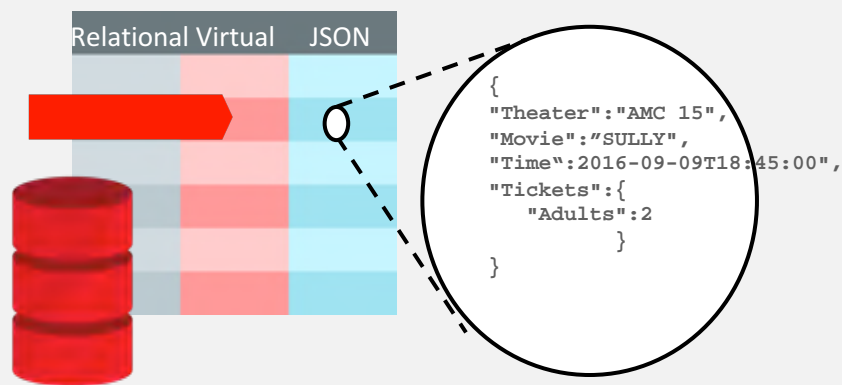 Relational Virtual JSON
{
"Theater":"AMC 15",
"Movie":”SULLY",
"Time“:2016-09-09T18:45:00",
"Tickets":{
"Adults":2
}
}